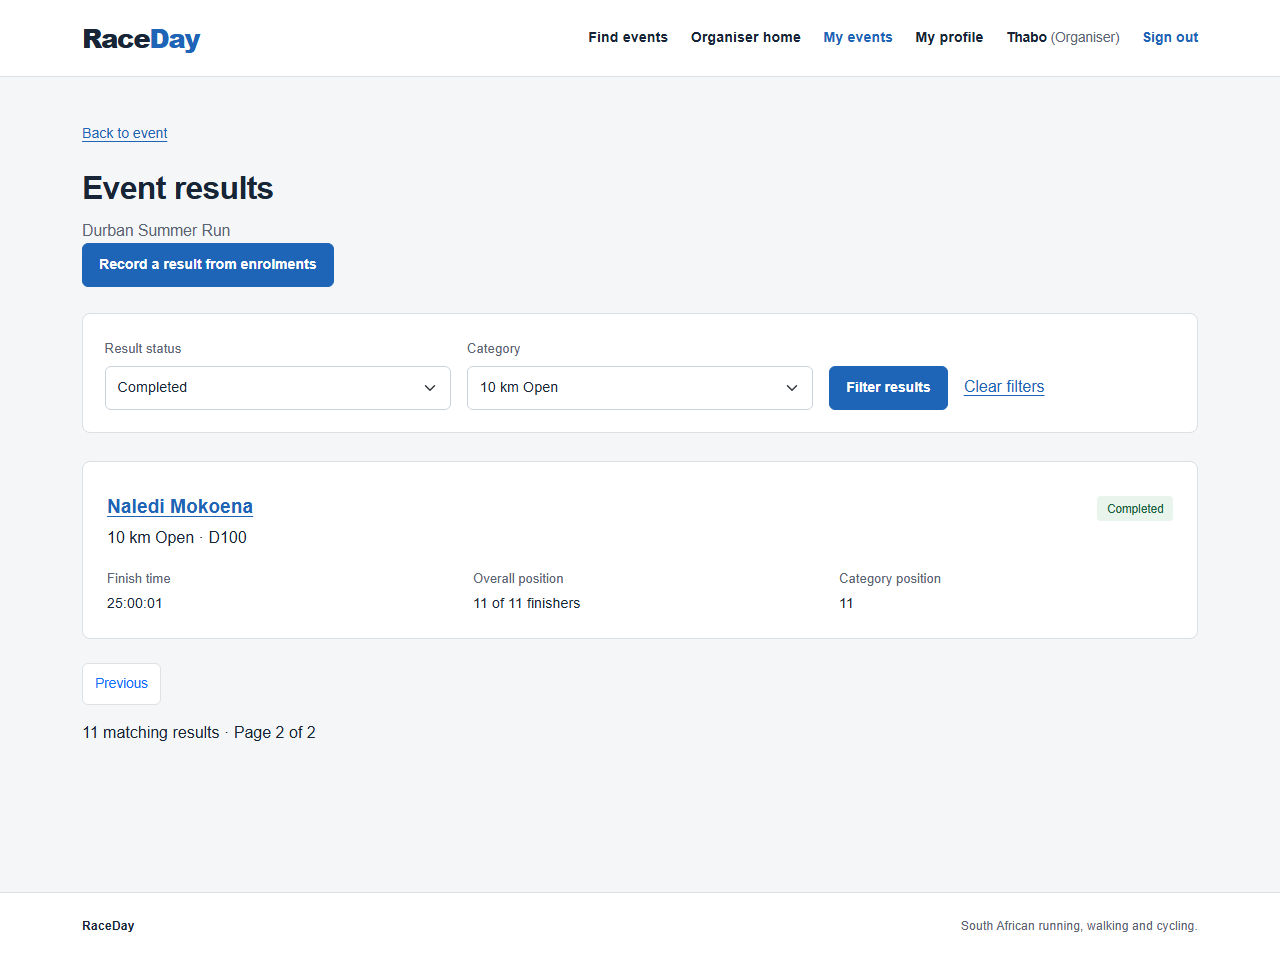 RaceDay
Find events Organiser home My events My profile Thabo (Organiser) Sign out
Back to event
Event results
Durban Summer Run
Record a result from enrolments
Result status Category
Completed 10 km Open Filter results Clear filters
Naledi Mokoena Completed
10 km Open · D100
Finish time Overall position Category position
25:00:01 11 of 11 finishers 11
Previous
11 matching results · Page 2 of 2
RaceDay South African running, walking and cycling.